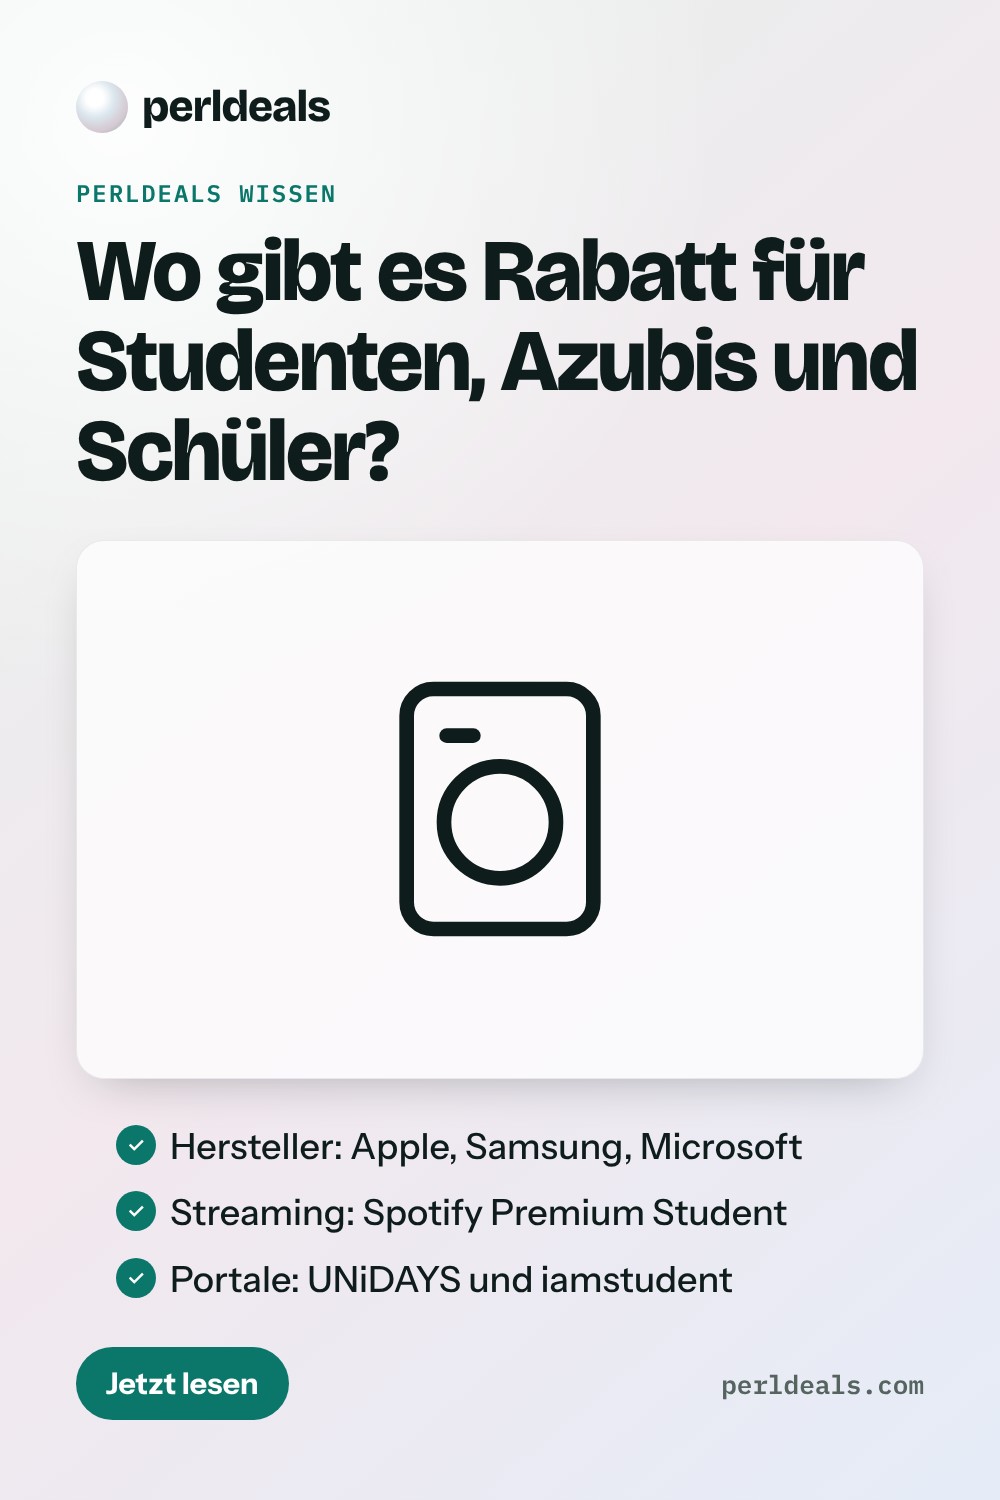 perldeals
PERLDEALS WISSEN
Wo gibt es Rabatt für
Studenten, Azubis und
Schüler?
Hersteller: Apple, Samsung, Microsoft
Streaming: Spotify Premium Student
Portale: UNiDAYS und iamstudent
Jetzt lesen
perldeals.com